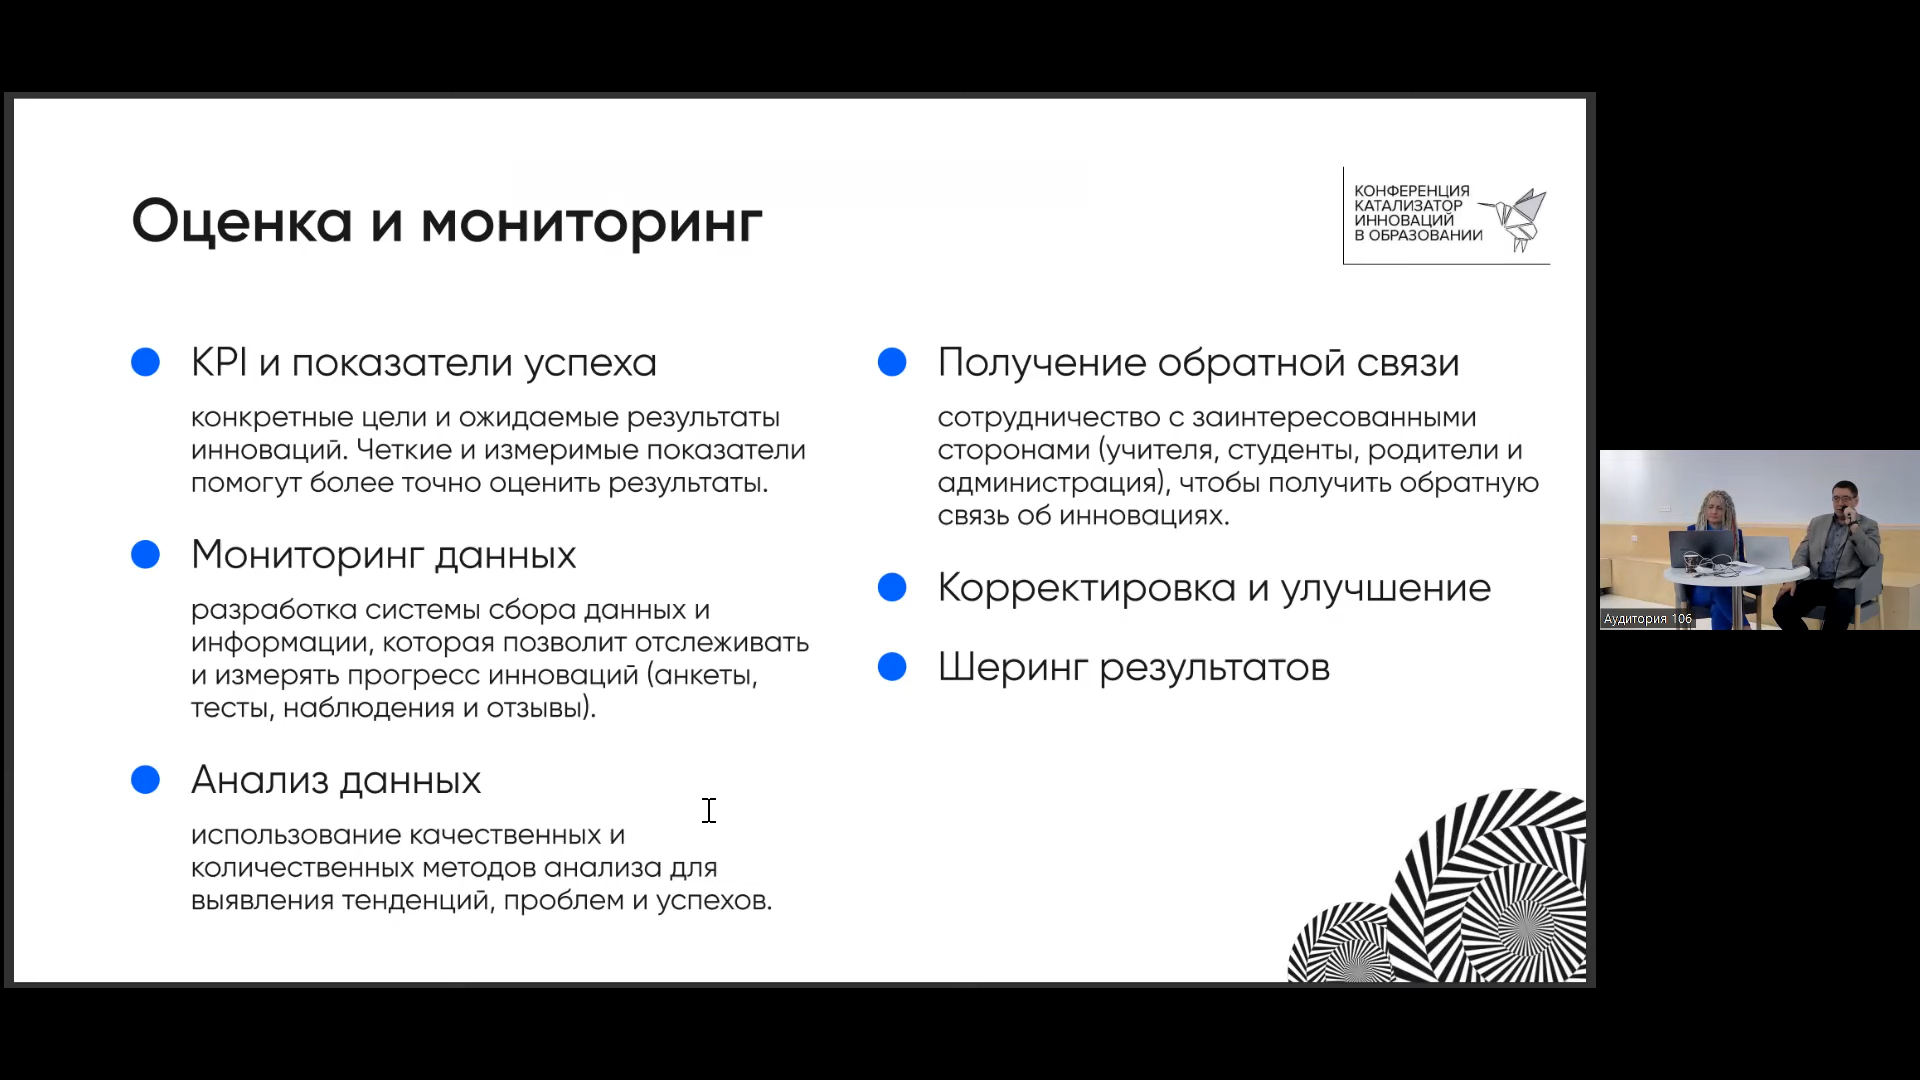 Оценка и мониторинг
КОНФЕРЕНЦИЯ
КАТАЛИЗАТОР
ИННОВАЦИЙ
В ОБРАЗОВАНИИ
KPI и показатели успеха
конкретные цели и ожидаемые результаты
инноваций. Четкие и измеримые показатели
помогут более точно оценить результаты.
Мониторинг данных
разработка системы сбора данных и
информации, которая позволит отслеживать
и измерять прогресс инноваций (анкеты,
тесты, наблюдения и отзывы).
Анализ данных
использование качественных и
количественных методов анализа для
выявления тенденций, проблем и успехов.
Получение обратной связи
сотрудничество с заинтересованными
сторонами (учителя, студенты, родители и
администрация), чтобы получить обратную
связь об инновациях.
Корректировка и улучшение
Шеринг результатов
Аудитория 106